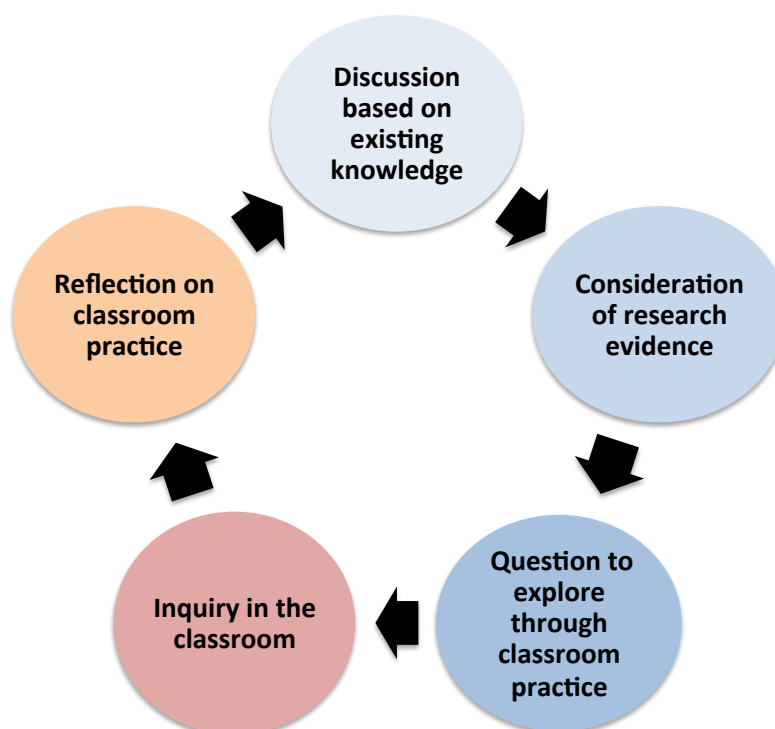 Discussion
based on
existing
knowledge
Consideration
of research
evidence
Question to
explore
through
classroom
practice
Inquiry in the
classroom
Reflection on
classroom
practice